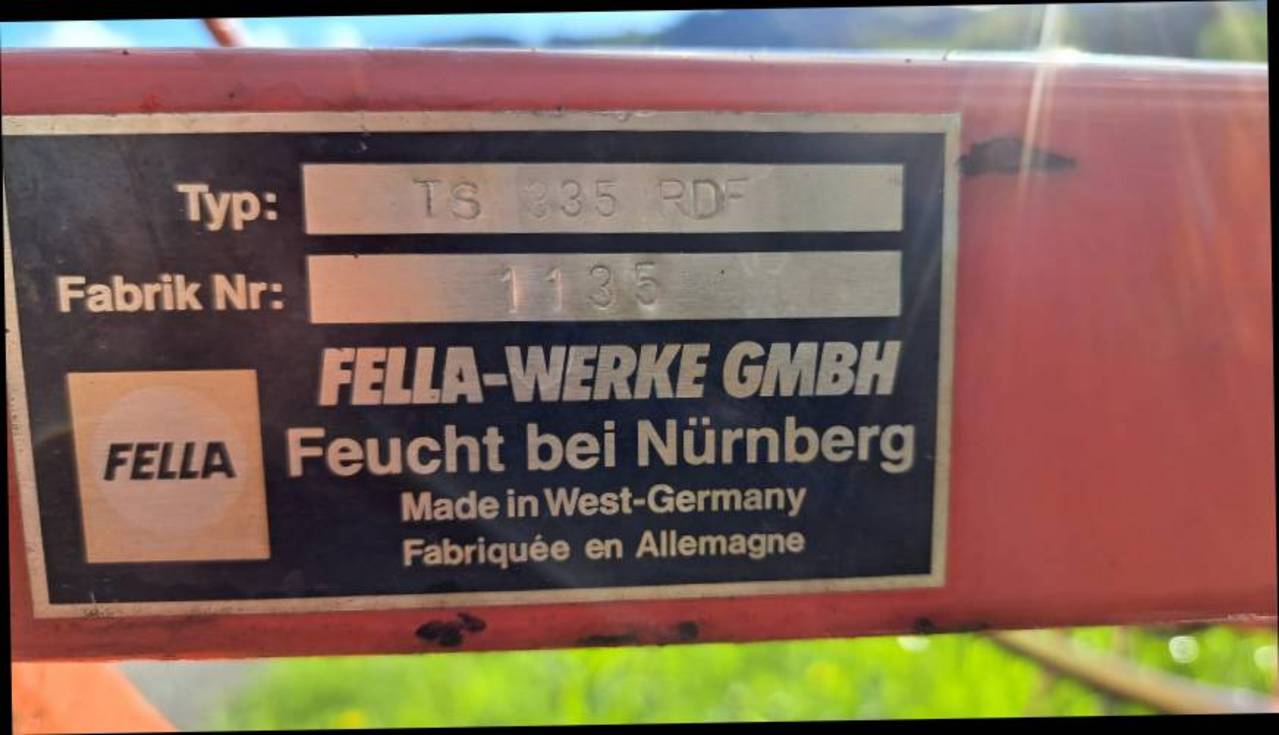 Typ: TS 335 RDF
Fabrik Nr: 1135
FELLA-WERKE GMBH
FELLA
Feucht bei Nürnberg
Made in West-Germany
Fabriquée en Allemagne